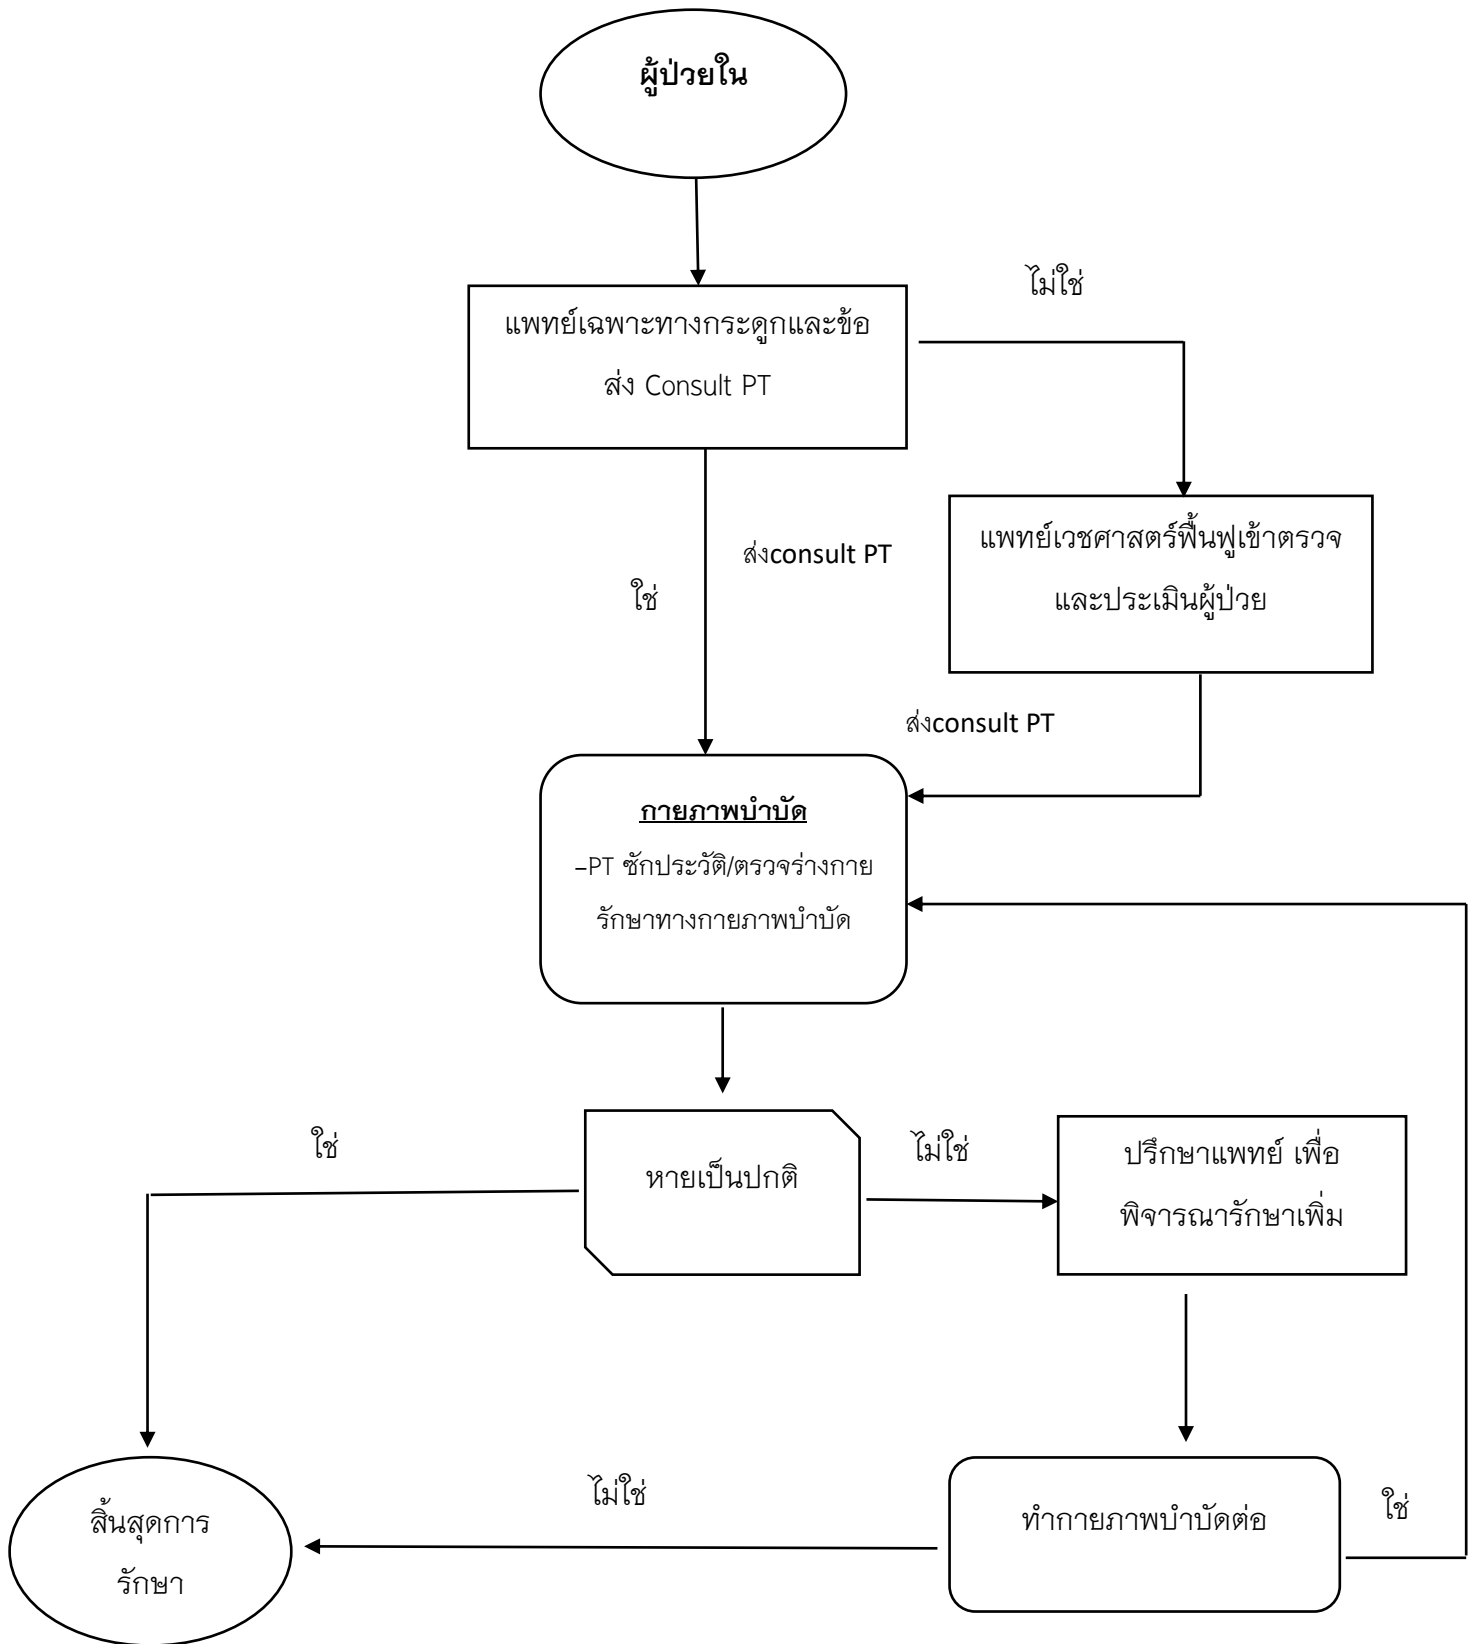 ผู้ป่วยใน
ไม่ใช่
แพทย์เฉพาะทางกระดูกและข้อ
ส่ง Consult PT
ส่งconsult PT
ใช่
แพทย์เวชศาสตร์ฟื้นฟูเข้าตรวจ
และประเมินผู้ป่วย
ส่งconsult PT
กายภาพบำบัด
-PT ซักประวัติ/ตรวจร่างกาย
รักษาทางกายภาพบำบัด
ใช่
หายเป็นปกติ
ไม่ใช่
ปรึกษาแพทย์ เพื่อ
พิจารณารักษาเพิ่ม
สิ้นสุดการ
รักษา
ไม่ใช่
ทำกายภาพบำบัดต่อ
ใช่